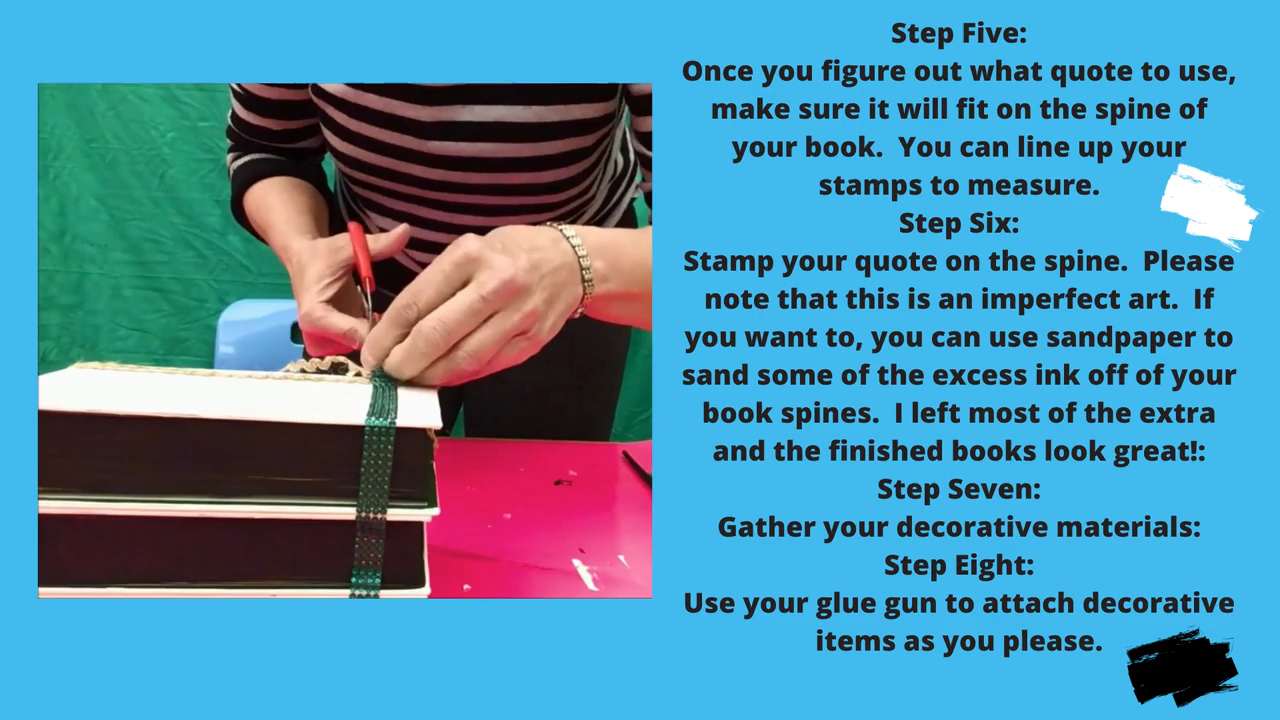 Step Five:
Once you figure out what quote to use,
make sure it will fit on the spine of
your book.  You can line up your
stamps to measure.
Step Six:
Stamp your quote on the spine.  Please
note that this is an imperfect art.  If
you want to, you can use sandpaper to
sand some of the excess ink off of your
book spines.  I left most of the extra
and the finished books look great!:
Step Seven:
Gather your decorative materials:
Step Eight:
Use your glue gun to attach decorative
items as you please.